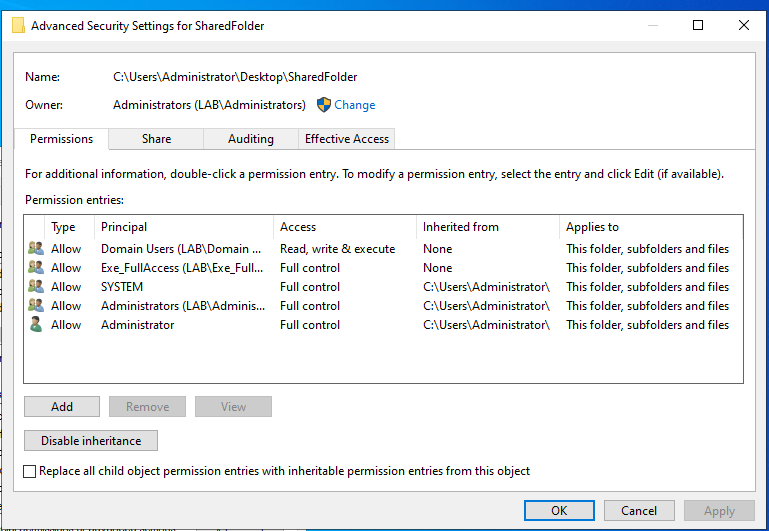 Advanced Security Settings for SharedFolder
Name: C:\Users\Administrator\Desktop\SharedFolder
Owner: Administrators (LAB\Administrators) Change
Permissions Share Auditing Effective Access
For additional information, double-click a permission entry. To modify a permission entry, select the entry and click Edit (if available).
Permission entries:
Type Principal Access Inherited from Applies to
Allow Domain Users (LAB\Domain ... Read, write & execute None This folder, subfolders and files
Allow Exe_FullAccess (LAB\Exe_Full... Full control None This folder, subfolders and files
Allow SYSTEM Full control C:\Users\Administrator\ This folder, subfolders and files
Allow Administrators (LAB\Adminis... Full control C:\Users\Administrator\ This folder, subfolders and files
Allow Administrator Full control C:\Users\Administrator\ This folder, subfolders and files
Add Remove View
Disable inheritance
Replace all child object permission entries with inheritable permission entries from this object
OK Cancel Apply